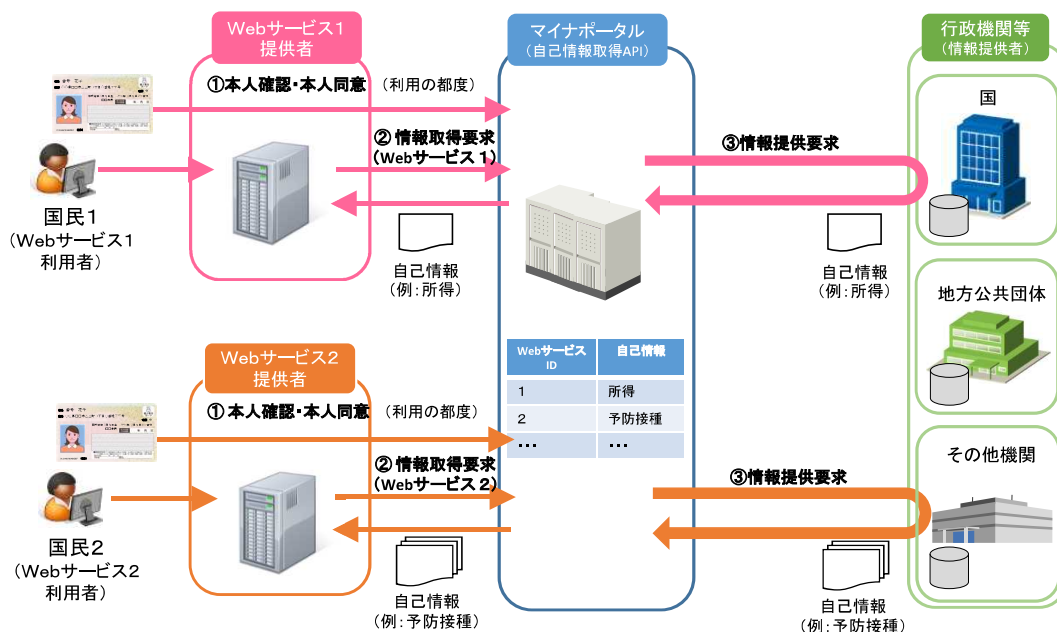 Webサービス1
提供者
マイナポータル
(自己情報取得API)
行政機関等
(情報提供者)
①本人確認・本人同意 (利用の都度)
国
② 情報取得要求
(Webサービス1)
③情報提供要求
国民1
(Webサービス1
利用者)
自己情報
(例:所得)
自己情報
(例:所得)
地方公共団体
Webサービス2
提供者
Webサービス
ID
自己情報
1
所得
2
予防接種
…
…
①本人確認・本人同意 (利用の都度)
その他機関
② 情報取得要求
(Webサービス2)
③情報提供要求
国民2
(Webサービス2
利用者)
自己情報
(例:予防接種)
自己情報
(例:予防接種)